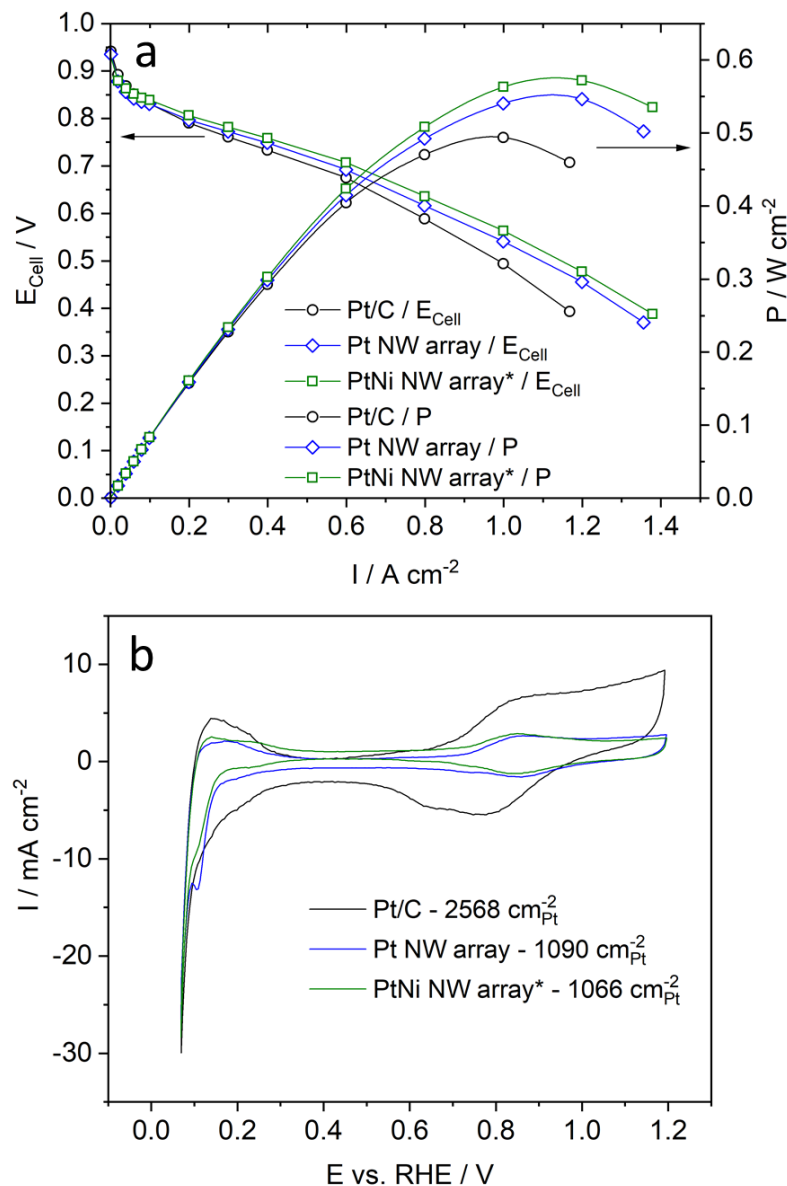 a
1.0
0.9
0.8
0.7
0.6
0.5
0.4
0.3
0.2
0.1
0.0
E_Cell / V
0.6
0.5
0.4
0.3
0.2
0.1
0.0
P / W cm⁻²
Pt/C / E_Cell
Pt NW array / E_Cell
PtNi NW array* / E_Cell
Pt/C / P
Pt NW array / P
PtNi NW array* / P
0.0 0.2 0.4 0.6 0.8 1.0 1.2 1.4
I / A cm⁻²
b
10
0
-10
-20
-30
I / mA cm⁻²
Pt/C - 2568 cm⁻²_Pt
Pt NW array - 1090 cm⁻²_Pt
PtNi NW array* - 1066 cm⁻²_Pt
0.0 0.2 0.4 0.6 0.8 1.0 1.2
E vs. RHE / V